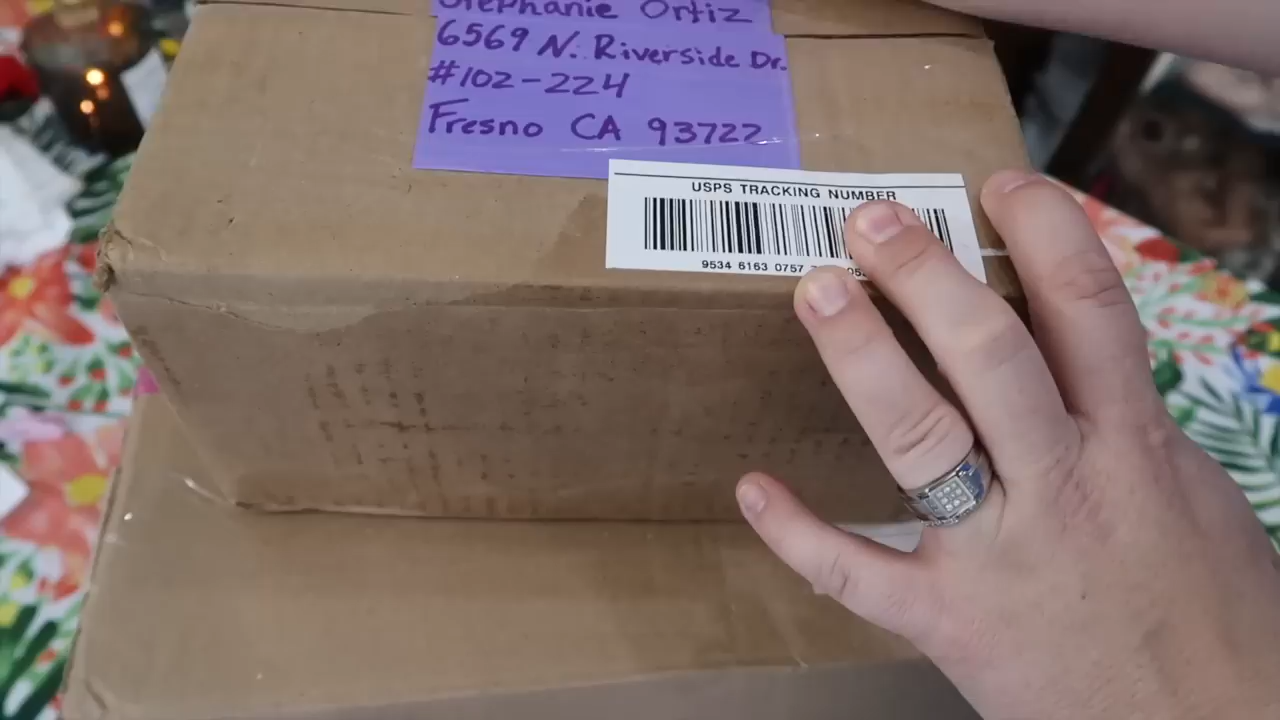 Stephanie Ortiz
6569 N. Riverside Dr.
#102-224
Fresno CA 93722
USPS TRACKING NUMBER
9534 6163 0757